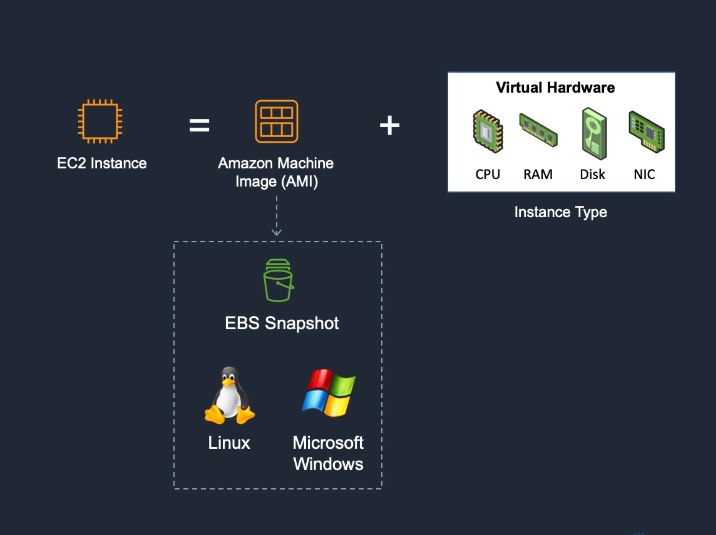 Virtual Hardware
=
+
EC2 Instance
Amazon Machine
Image (AMI)
CPU
RAM
Disk
NIC
Instance Type
EBS Snapshot
Linux
Microsoft
Windows